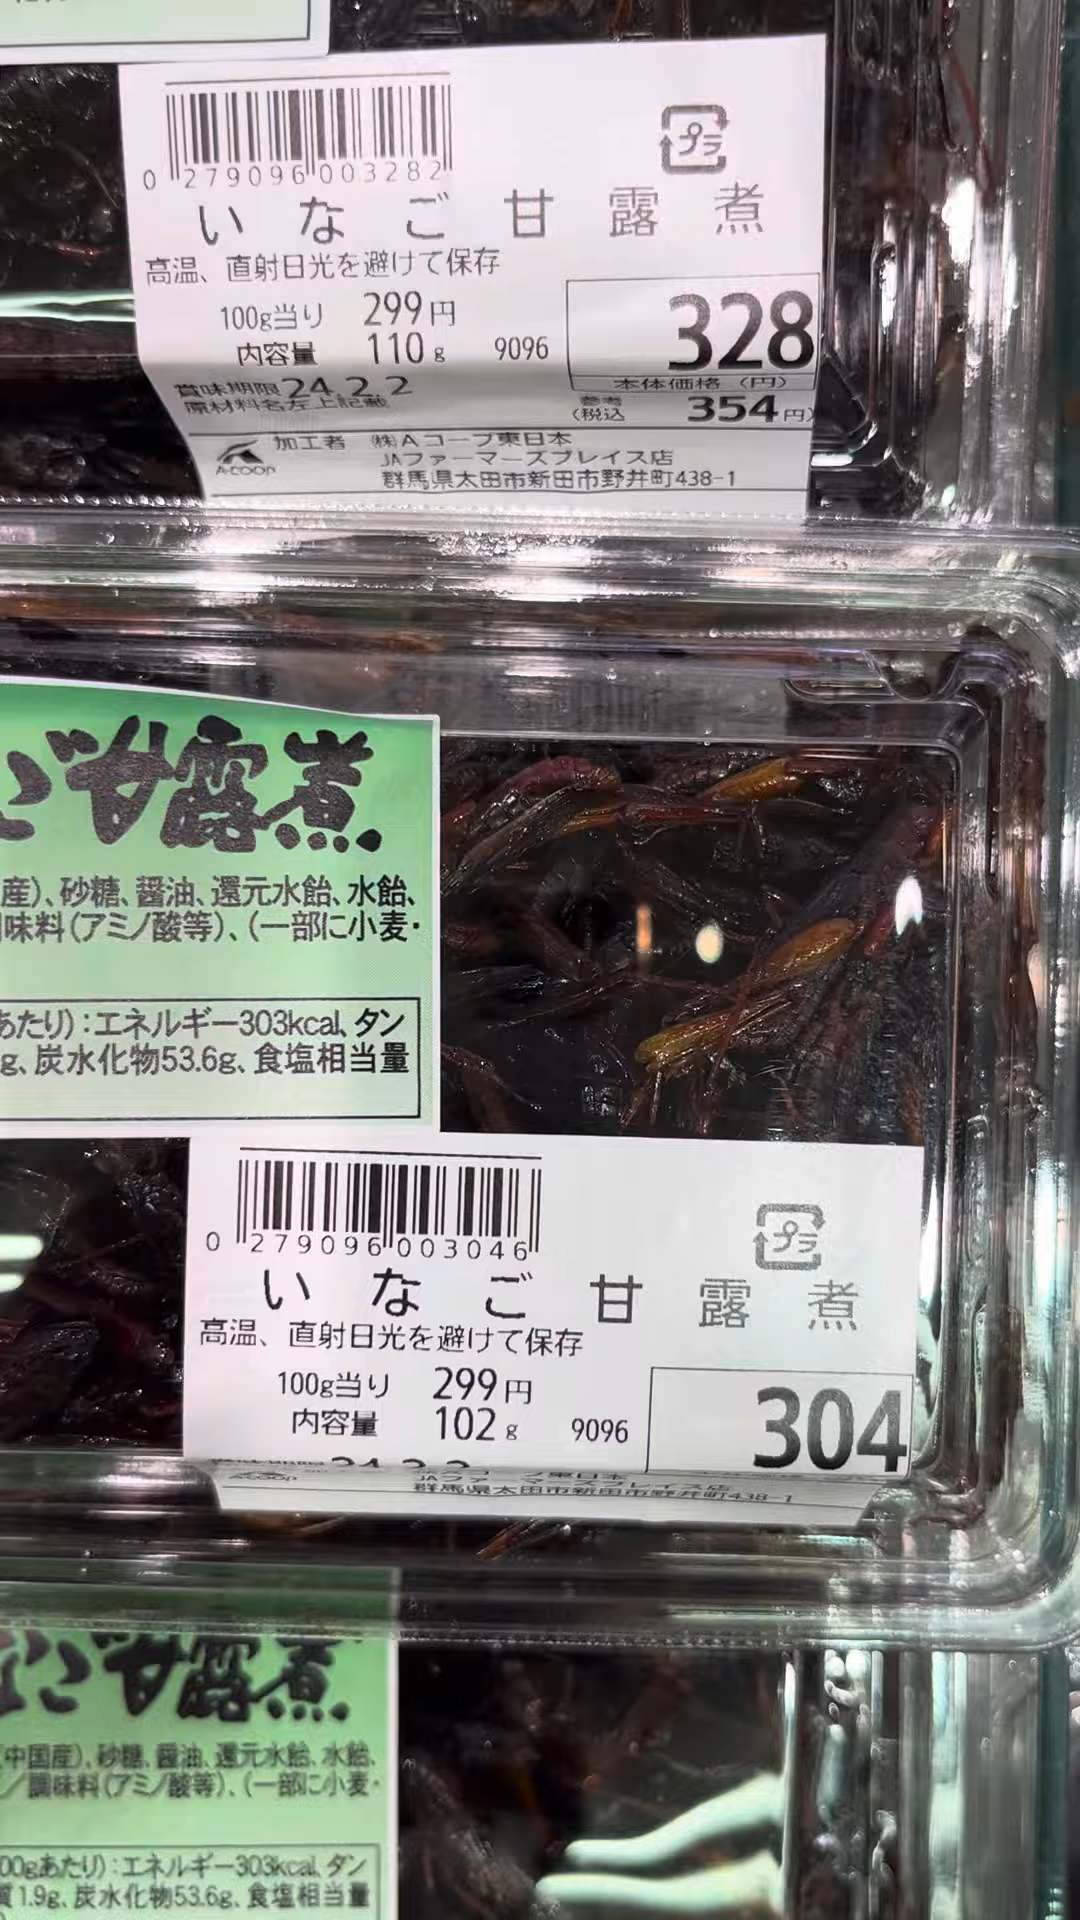 0 279096 003282
プラ
いなご甘露煮
高温、直射日光を避けて保存
100g当り 299円
内容量 110g 9096
328
本体価格 (円)
賞味期限 24.2.2
原材料名左上記載
参考
(税込 354円)
A-COOP
加工者 ㈱Aコープ東日本
JAファーマーズプレイス店
群馬県太田市新田市野井町438-1
ご甘露煮
産)、砂糖、醤油、還元水飴、水飴、
味料(アミノ酸等)、(一部に小麦・
あたり):エネルギー303kcal、タン
g、炭水化物53.6g、食塩相当量
0 279096 003046
プラ
いなご甘露煮
高温、直射日光を避けて保存
100g当り 299円
内容量 102g 9096
304
A-COOP
群馬県太田市新田市野井町438-1
なご甘露煮
(中国産)、砂糖、醤油、還元水飴、水飴、
/調味料(アミノ酸等)、(一部に小麦・
00gあたり):エネルギー303kcal、タン
質1.9g、炭水化物53.6g、食塩相当量